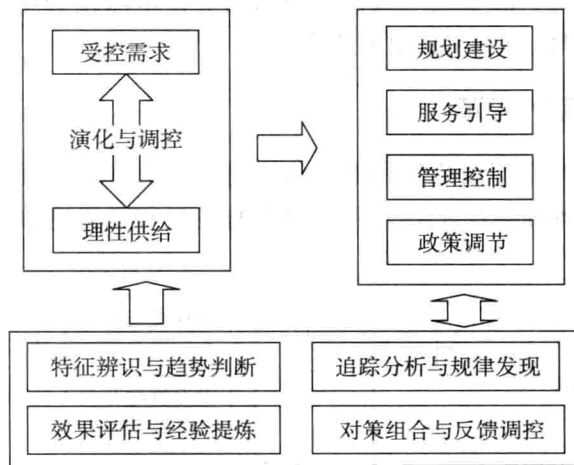 受控需求
演化与调控
理性供给
规划建设
服务引导
管理控制
政策调节
特征辨识与趋势判断
追踪分析与规律发现
效果评估与经验提炼
对策组合与反馈调控